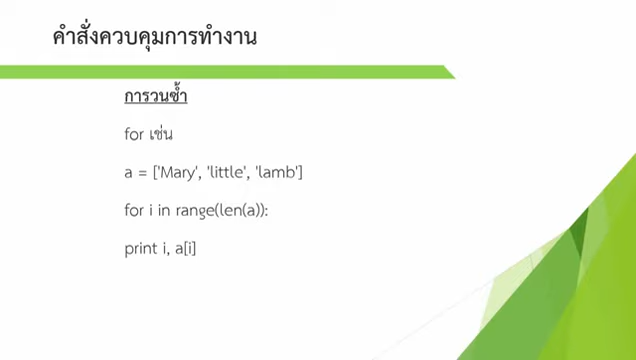 คำสั่งควบคุมการทำงาน
การวนซ้ำ
for เช่น
a = ['Mary', 'little', 'lamb']
for i in range(len(a)):
print i, a[i]